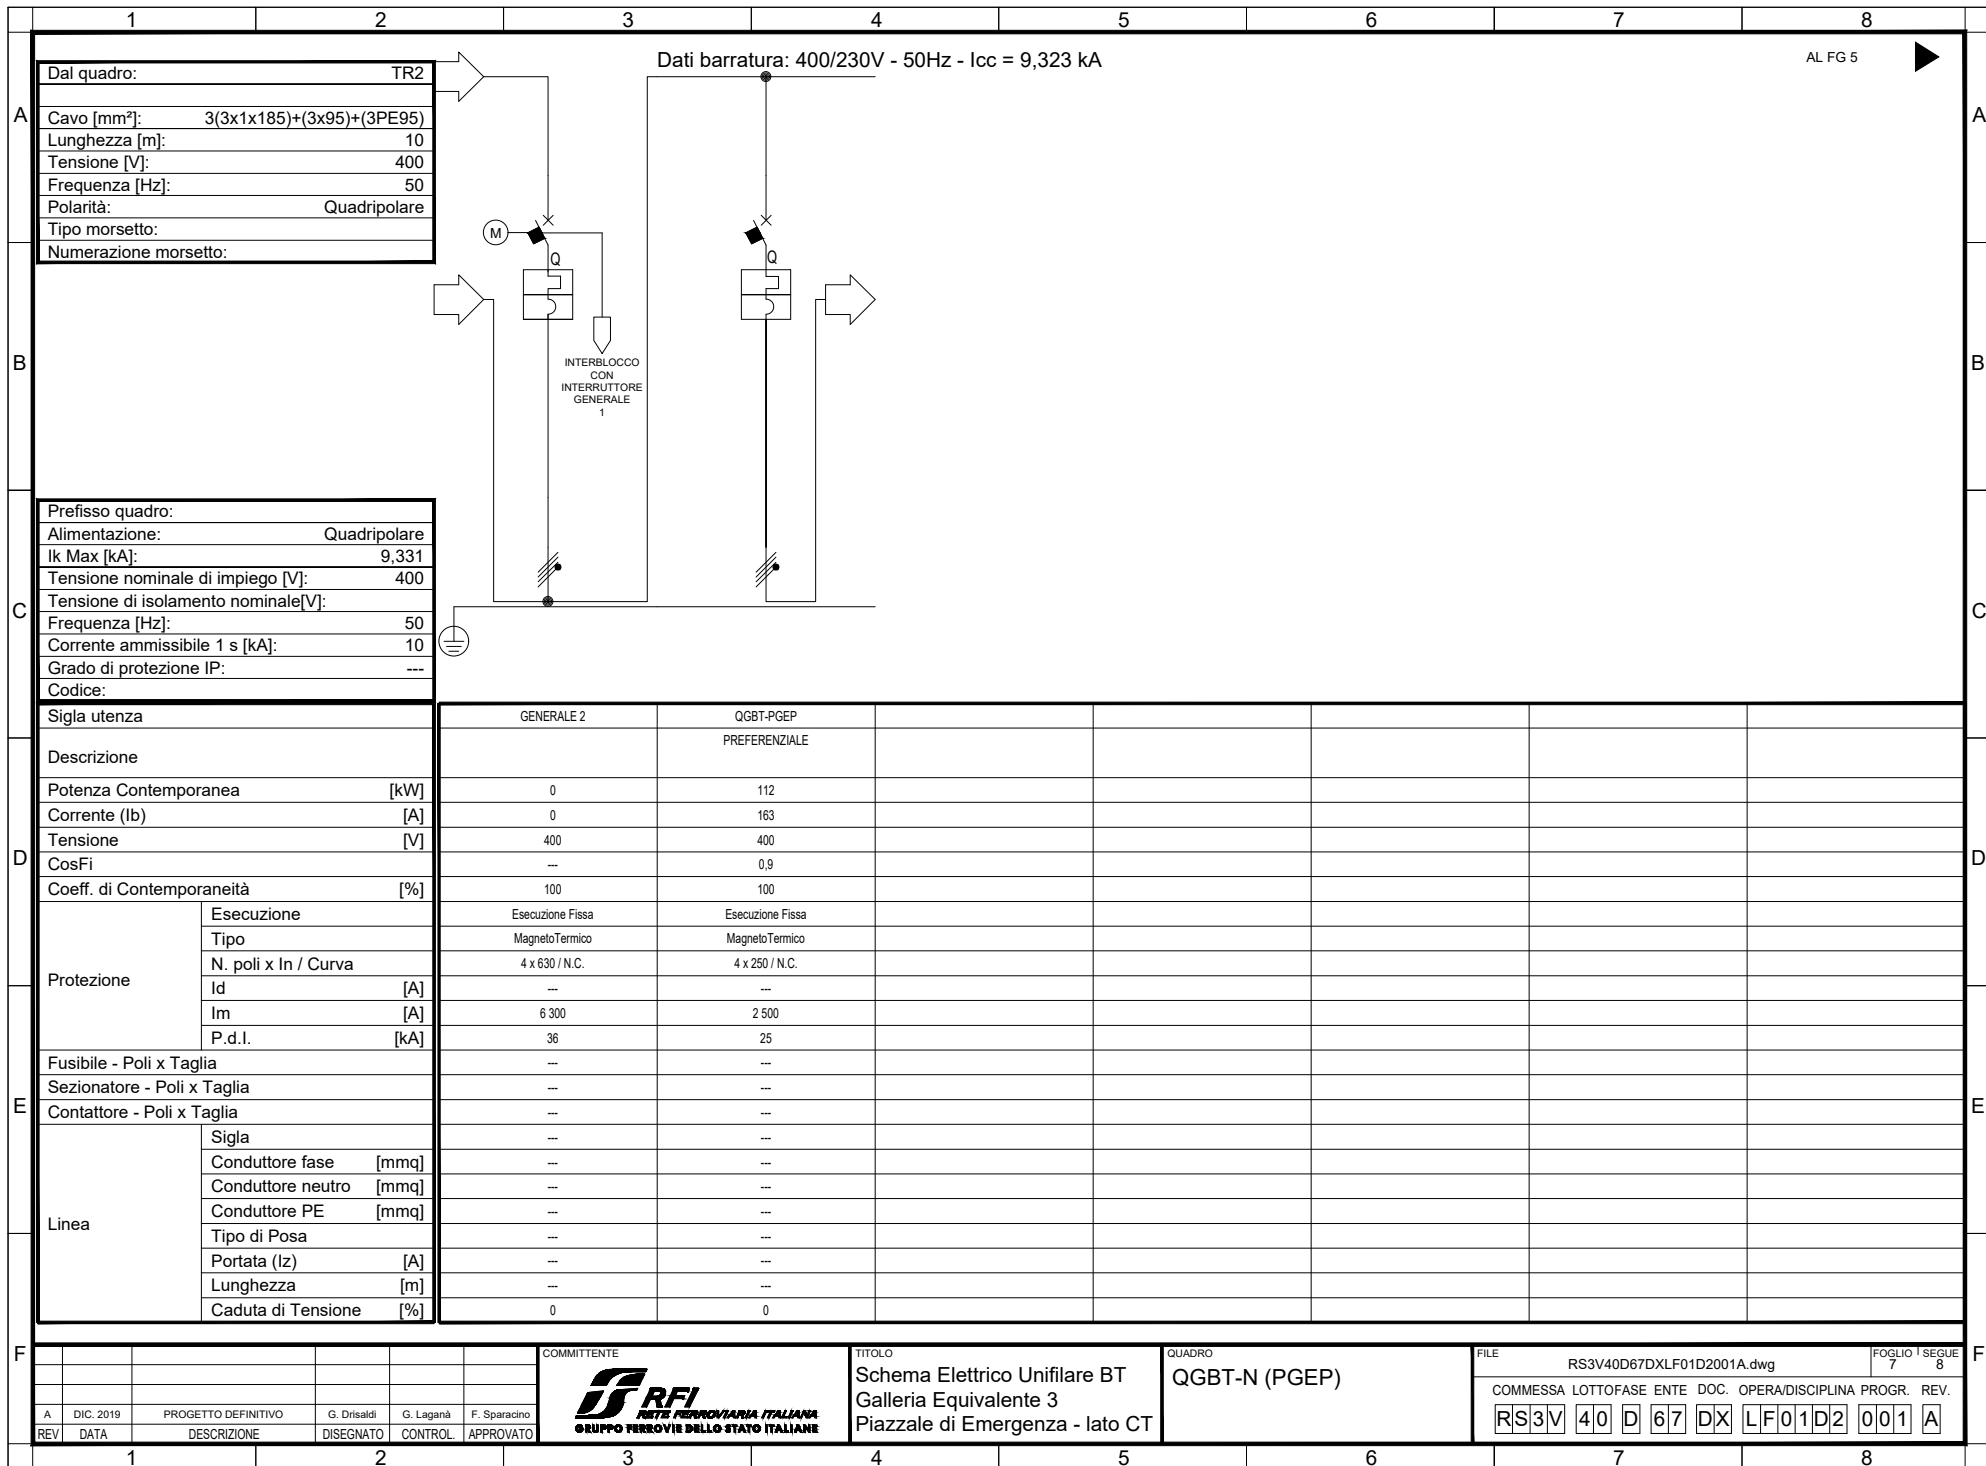 1 2 3 4 5 6 7 8
Dati barratura: 400/230V - 50Hz - Icc = 9,323 kA
AL FG 5
A A
Dal quadro: TR2
Cavo [mm²]: 3(3x1x185)+(3x95)+(3PE95)
Lunghezza [m]: 10
Tensione [V]: 400
Frequenza [Hz]: 50
Polarità: Quadripolare
Tipo morsetto:
Numerazione morsetto:
M
Q
Q
B B
INTERBLOCCO
CON
INTERRUTTORE
GENERALE
1
Prefisso quadro:
Alimentazione: Quadripolare
Ik Max [kA]: 9,331
Tensione nominale di impiego [V]: 400
Tensione di isolamento nominale[V]:
C C
Frequenza [Hz]: 50
Corrente ammissibile 1 s [kA]: 10
Grado di protezione IP: ---
Codice:
Sigla utenza GENERALE 2 QGBT-PGEP
Descrizione PREFERENZIALE
Potenza Contemporanea [kW] 0 112
Corrente (Ib) [A] 0 163
Tensione [V] 400 400
D D
CosFi --- 0,9
Coeff. di Contemporaneità [%] 100 100
Protezione
Esecuzione Esecuzione Fissa Esecuzione Fissa
Tipo MagnetoTermico MagnetoTermico
N. poli x In / Curva 4 x 630 / N.C. 4 x 250 / N.C.
Id [A] --- ---
Im [A] 6 300 2 500
P.d.I. [kA] 36 25
Fusibile - Poli x Taglia --- ---
Sezionatore - Poli x Taglia --- ---
E E
Contattore - Poli x Taglia --- ---
Linea
Sigla --- ---
Conduttore fase [mmq] --- ---
Conduttore neutro [mmq] --- ---
Conduttore PE [mmq] --- ---
Tipo di Posa --- ---
Portata (Iz) [A] --- ---
Lunghezza [m] --- ---
Caduta di Tensione [%] 0 0
F F
A DIC. 2019 PROGETTO DEFINITIVO G. Drisaldi G. Laganà F. Sparacino
REV DATA DESCRIZIONE DISEGNATO CONTROL. APPROVATO
COMMITTENTE
RFI
RETE FERROVIARIA ITALIANA
GRUPPO FERROVIE DELLO STATO ITALIANE
TITOLO
Schema Elettrico Unifilare BT
Galleria Equivalente 3
Piazzale di Emergenza - lato CT
QUADRO
QGBT-N (PGEP)
FILE
RS3V40D67DXLF01D2001A.dwg
FOGLIO SEGUE
7 8
COMMESSA LOTTO FASE ENTE DOC. OPERA/DISCIPLINA PROGR. REV.
RS3V 40 D 67 DX LF01D2 001 A
1 2 3 4 5 6 7 8